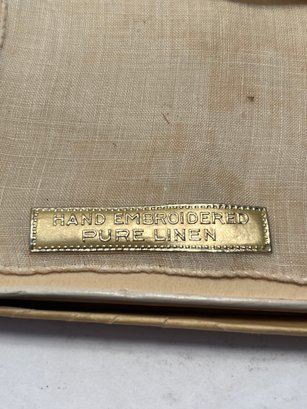 HAND EMBROIDERED
PURE LINEN